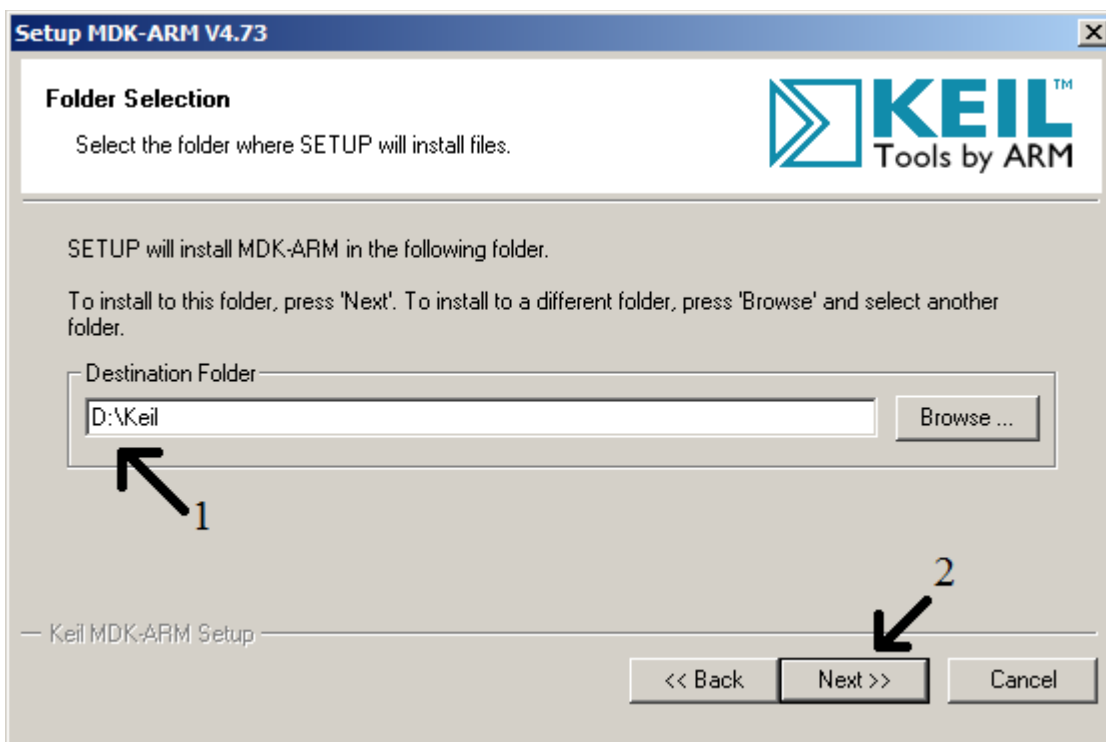 Setup MDK-ARM V4.73
Folder Selection
Select the folder where SETUP will install files.
KEIL™
Tools by ARM
SETUP will install MDK-ARM in the following folder.
To install to this folder, press 'Next'. To install to a different folder, press 'Browse' and select another
folder.
Destination Folder
D:\Keil
Browse ...
1
2
Keil MDK-ARM Setup
<< Back
Next >>
Cancel